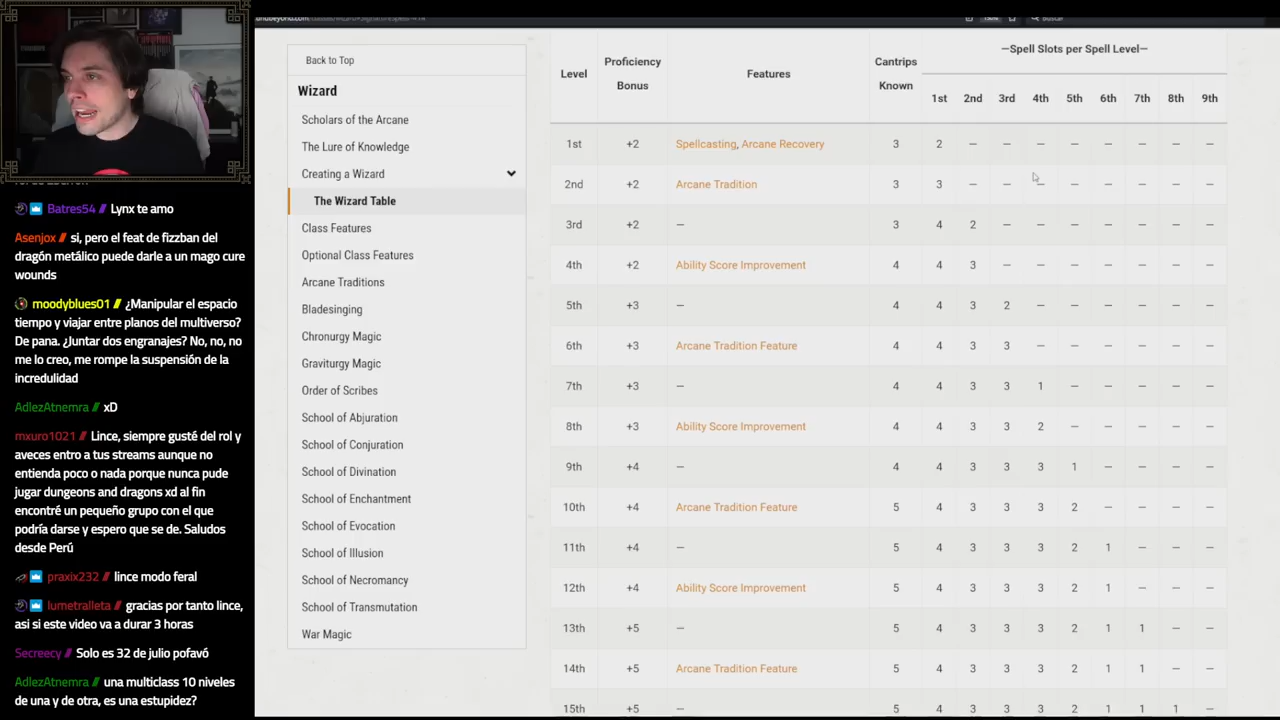 Batres54 // Lynx te amo
Asenjox // si, pero el feat de fizzban del
dragón metálico puede darle a un mago cure
wounds
moodyblues01 // ¿Manipular el espacio
tiempo y viajar entre planos del multiverso?
De pana. ¿Juntar dos engranajes? No, no, no
me lo creo, me rompe la suspensión de la
incredulidad
AdlezAtnemra // xD
mxuro1021 // Lince, siempre gusté del rol y
aveces entro a tus streams aunque no
entienda poco o nada porque nunca pude
jugar dungeons and dragons xd al fin
encontré un pequeño grupo con el que
podría darse y espero que se de. Saludos
desde Perú
praxix232 // lince modo feral
lumetralleta // gracias por tanto lince,
asi si este video va a durar 3 horas
Secreecy // Solo es 32 de julio pofavó
AdlezAtnemra // una multiclass 10 niveles
de una y de otra, es una estupidez?
Back to Top
Wizard
Scholars of the Arcane
The Lure of Knowledge
Creating a Wizard
The Wizard Table
Class Features
Optional Class Features
Arcane Traditions
Bladesinging
Chronurgy Magic
Graviturgy Magic
Order of Scribes
School of Abjuration
School of Conjuration
School of Divination
School of Enchantment
School of Evocation
School of Illusion
School of Necromancy
School of Transmutation
War Magic
—Spell Slots per Spell Level—
Level Proficiency Bonus Features Cantrips Known 1st 2nd 3rd 4th 5th 6th 7th 8th 9th
1st +2 Spellcasting, Arcane Recovery 3 2 — — — — — — — —
2nd +2 Arcane Tradition 3 3 — — — — — — — —
3rd +2 — 3 4 2 — — — — — — —
4th +2 Ability Score Improvement 4 4 3 — — — — — — —
5th +3 — 4 4 3 2 — — — — — —
6th +3 Arcane Tradition Feature 4 4 3 3 — — — — — —
7th +3 — 4 4 3 3 1 — — — — —
8th +3 Ability Score Improvement 4 4 3 3 2 — — — — —
9th +4 — 4 4 3 3 3 1 — — — —
10th +4 Arcane Tradition Feature 5 4 3 3 3 2 — — — —
11th +4 — 5 4 3 3 3 2 1 — — —
12th +4 Ability Score Improvement 5 4 3 3 3 2 1 — — —
13th +5 — 5 4 3 3 3 2 1 1 — —
14th +5 Arcane Tradition Feature 5 4 3 3 3 2 1 1 — —
15th +5 — 5 4 3 3 3 2 1 1 1 —